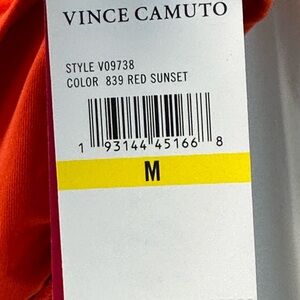 VINCE CAMUTO
STYLE V09738
COLOR 839 RED SUNSET
1 93144 45166 8
M